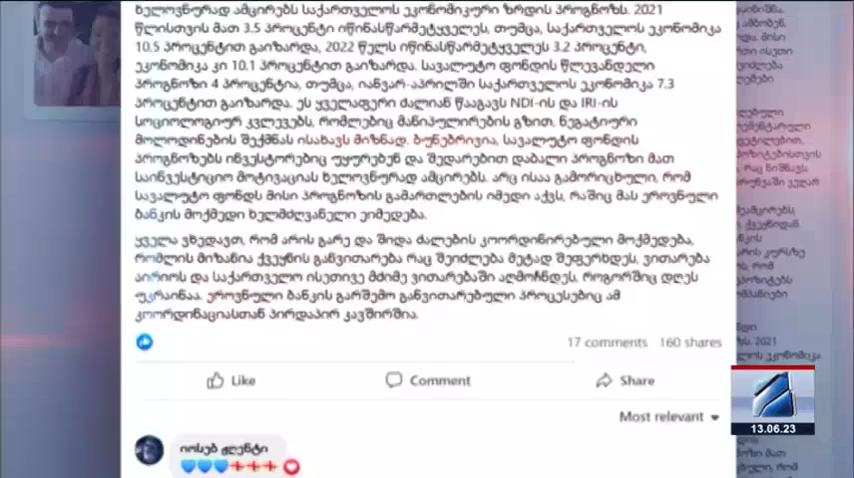 ხელოვნურად ამცირებს საქართველოს ეკონომიკური ზრდის პროგნოზს. 2021
წლისთვის მათ 3.5 პროცენტი იწინასწარმეტყველეს, თუმცა, საქართველოს ეკონომიკა
10.5 პროცენტით გაიზარდა, 2022 წელს იწინასწარმეტყველეს 3.2 პროცენტი,
ეკონომიკა კი 10.1 პროცენტით გაიზარდა. სავალუტო ფონდის წლევანდელი
პროგნოზი 4 პროცენტია, თუმცა, იანვარ-აპრილში საქართველოს ეკონომიკა 7.3
პროცენტით გაიზარდა. ეს ყველაფერი ძალიან წააგავს NDI-ის და IRI-ის
სოციოლოგიურ კვლევებს, რომლებიც მანიპულირების გზით, ნეგატიური
მოლოდინების შექმნას ისახავს მიზნად. ბუნებრივია, სავალუტო ფონდის
პროგნოზებს ინვესტორებიც უყურებენ და შედარებით დაბალი პროგნოზი მათ
საინვესტიციო მოტივაციას ხელოვნურად ამცირებს. არც ისაა გამორიცხული, რომ
სავალუტო ფონდს მისი პროგნოზის გამართლების იმედი აქვს, რაშიც მას ეროვნული
ბანკის მოქმედი ხელმძღვანელი ეიმედება.
ყველა ვხედავთ, რომ არის გარე და შიდა ძალების კოორდინირებული მოქმედება,
რომლის მიზანია ქვეყნის განვითარება რაც შეიძლება მეტად შეფერხდეს, ვითარება
აირიოს და საქართველო ისეთივე მძიმე ვითარებაში აღმოჩნდეს, როგორშიც დღეს
უკრაინაა. ეროვნული ბანკის გარშემო განვითარებული პროცესებიც ამ
კოორდინაციასთან პირდაპირ კავშირშია.
17 comments 160 shares
Like Comment Share
Most relevant
იოსებ ჟღენტი
13.06.23